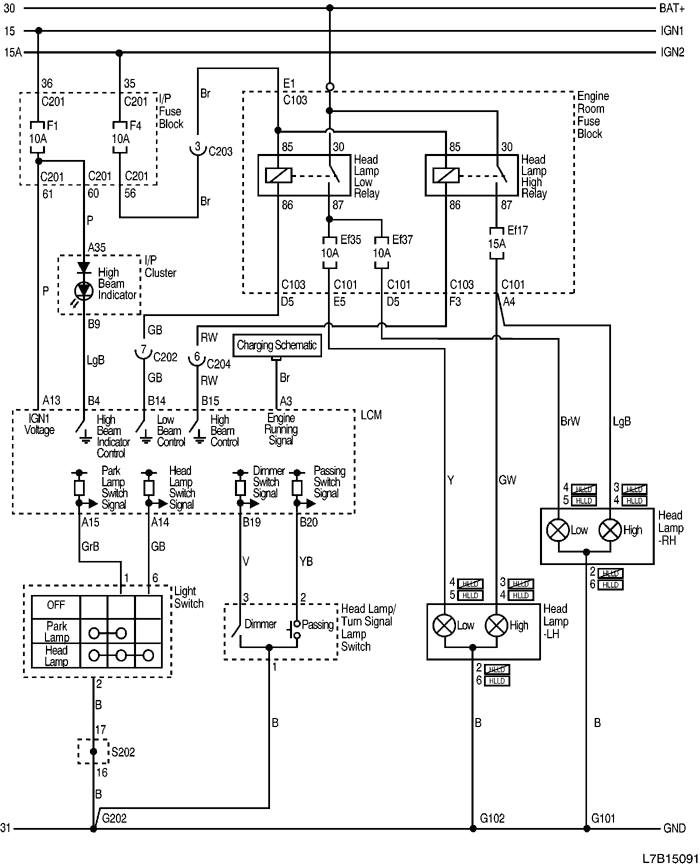 30
BAT+
15
IGN1
15A
IGN2
36
35
C201
C201
I/P
Fuse
Block
F1
10A
F4
10A
C201
C201
C201
61
60
56
Br
3
C203
Br
E1
C103
Engine
Room
Fuse
Block
85
30
Head
Lamp
Low
Relay
86
87
85
30
Head
Lamp
High
Relay
86
87
Ef35
10A
Ef37
10A
Ef17
15A
C103
C101
C101
C103
C101
D5
E5
D5
F3
A4
P
P
A35
I/P
Cluster
High
Beam
Indicator
B9
LgB
GB
7
C202
GB
RW
6
C204
RW
Charging Schematic
Br
A13
B4
B14
B15
A3
LCM
IGN1
Voltage
High
Beam
Indicator
Control
Low
Beam
Control
High
Beam
Control
Engine
Running
Signal
Park
Lamp
Switch
Signal
Head
Lamp
Switch
Signal
Dimmer
Switch
Signal
Passing
Switch
Signal
A15
A14
B19
B20
GrB
GB
V
YB
1
6
Light
Switch
OFF
Park
Lamp
Head
Lamp
2
B
17
S202
16
B
3
2
Dimmer
Passing
Head Lamp/
Turn Signal
Lamp
Switch
1
B
Y
GW
BrW
LgB
4 HLLD
5 HLLD
3 HLLD
4 HLLD
Low
High
Head
Lamp
-RH
2 HLLD
6 HLLD
4 HLLD
5 HLLD
3 HLLD
4 HLLD
Low
High
Head
Lamp
-LH
2 HLLD
6 HLLD
B
B
31
G202
G102
G101
GND
L7B15091